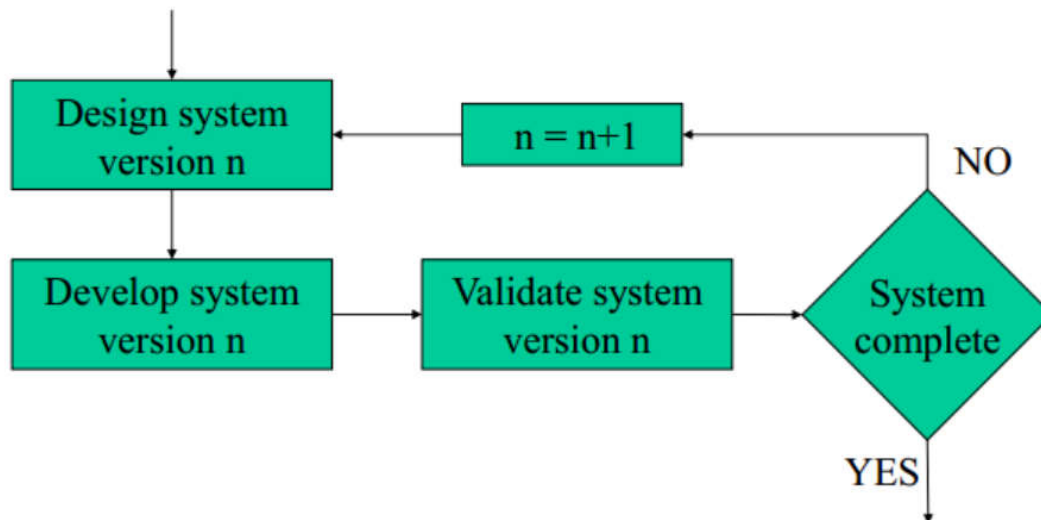 Design system
version n
n = n+1
NO
Develop system
version n
Validate system
version n
System
complete
YES